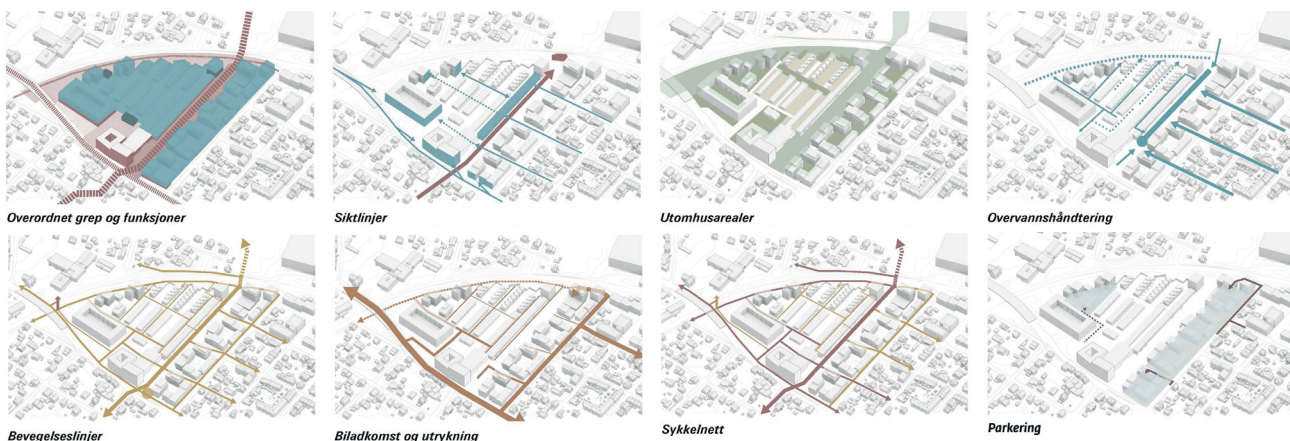 Overordnet grep og funksjoner
Siktlinjer
Utomhusarealer
Overvannshåndtering
Bevegelseslinjer
Biladkomst og utrykning
Sykkelnett
Parkering